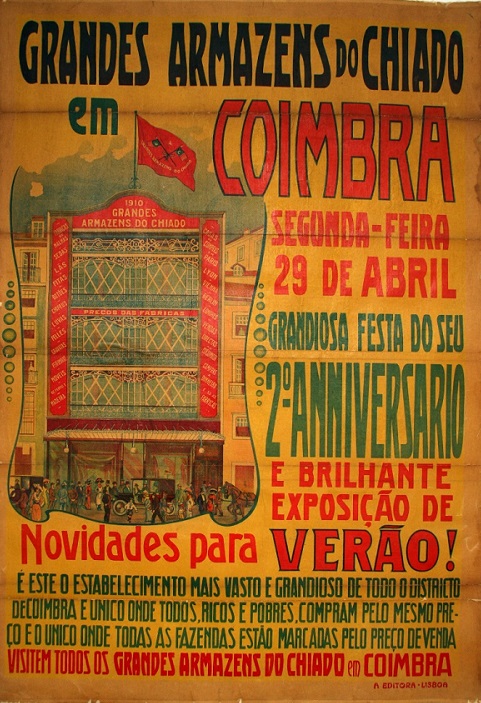 GRANDES ARMAZENS DO CHIADO
em COIMBRA
1910
GRANDES
ARMAZENS DO CHIADO
PREÇOS DAS FABRICAS
SEGUNDA-FEIRA
29 DE ABRIL
GRANDIOSA FESTA DO SEU
2º ANNIVERSARIO
E BRILHANTE
EXPOSIÇÃO DE
Novidades para VERÃO!
É ESTE O ESTABELECIMENTO MAIS VASTO E GRANDIOSO DE TODO O DISTRICTO
DE COIMBRA E UNICO ONDE TODOS, RICOS E POBRES, COMPRAM PELO MESMO PRE-
ÇO E O UNICO ONDE TODAS AS FAZENDAS ESTÃO MARCADAS PELO PREÇO DE VENDA
VISITEM TODOS OS GRANDES ARMAZENS DO CHIADO em COIMBRA
A EDITORA - LISBOA